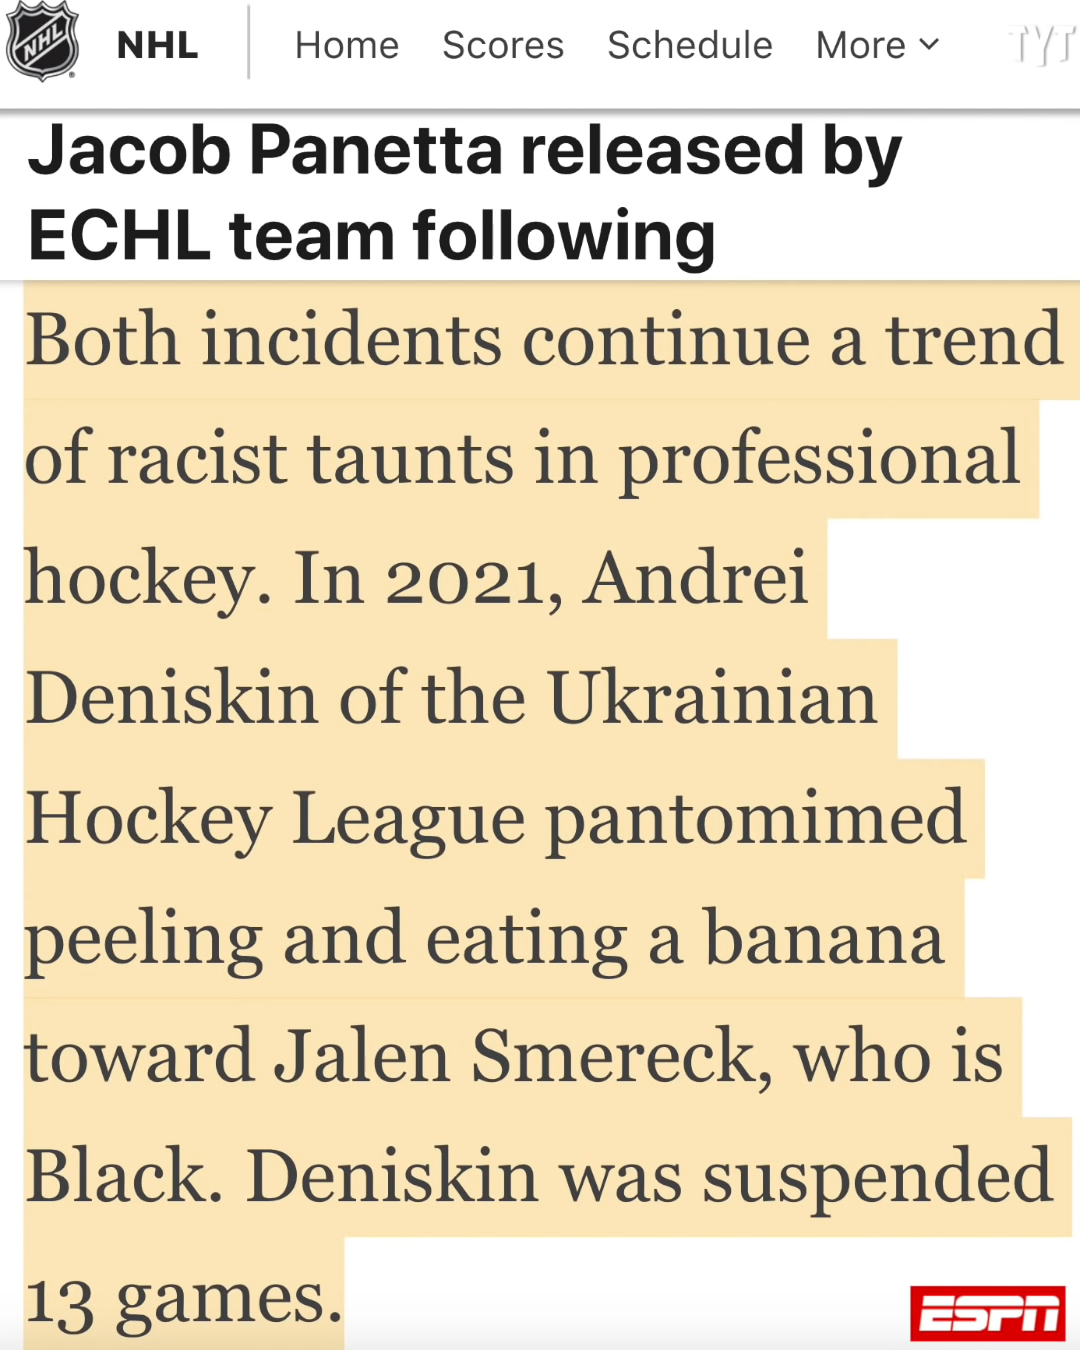 NHL NHL Home Scores Schedule More TYT
Jacob Panetta released by
ECHL team following
Both incidents continue a trend
of racist taunts in professional
hockey. In 2021, Andrei
Deniskin of the Ukrainian
Hockey League pantomimed
peeling and eating a banana
toward Jalen Smereck, who is
Black. Deniskin was suspended
13 games.
ESPN